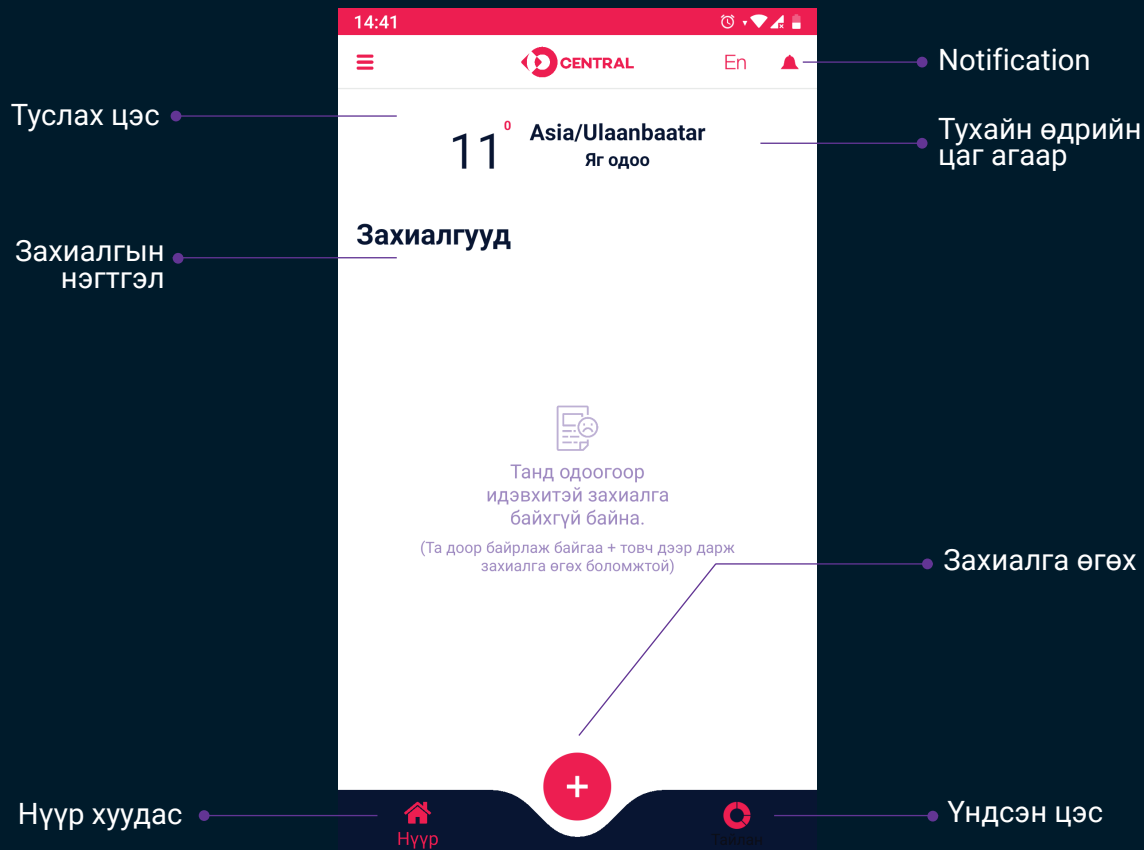 14:41
CENTRAL
En
Notification
Туслах цэс
11⁰
Asia/Ulaanbaatar
Яг одоо
Тухайн өдрийн
цаг агаар
Захиалгууд
Захиалгын
нэгтгэл
Танд одоогоор
идэвхитэй захиалга
байхгүй байна.
(Та доор байрлаж байгаа + товч дээр дарж
захиалга өгөх боломжтой)
Захиалга өгөх
+
Нүүр хуудас
Нүүр
Үндсэн цэс